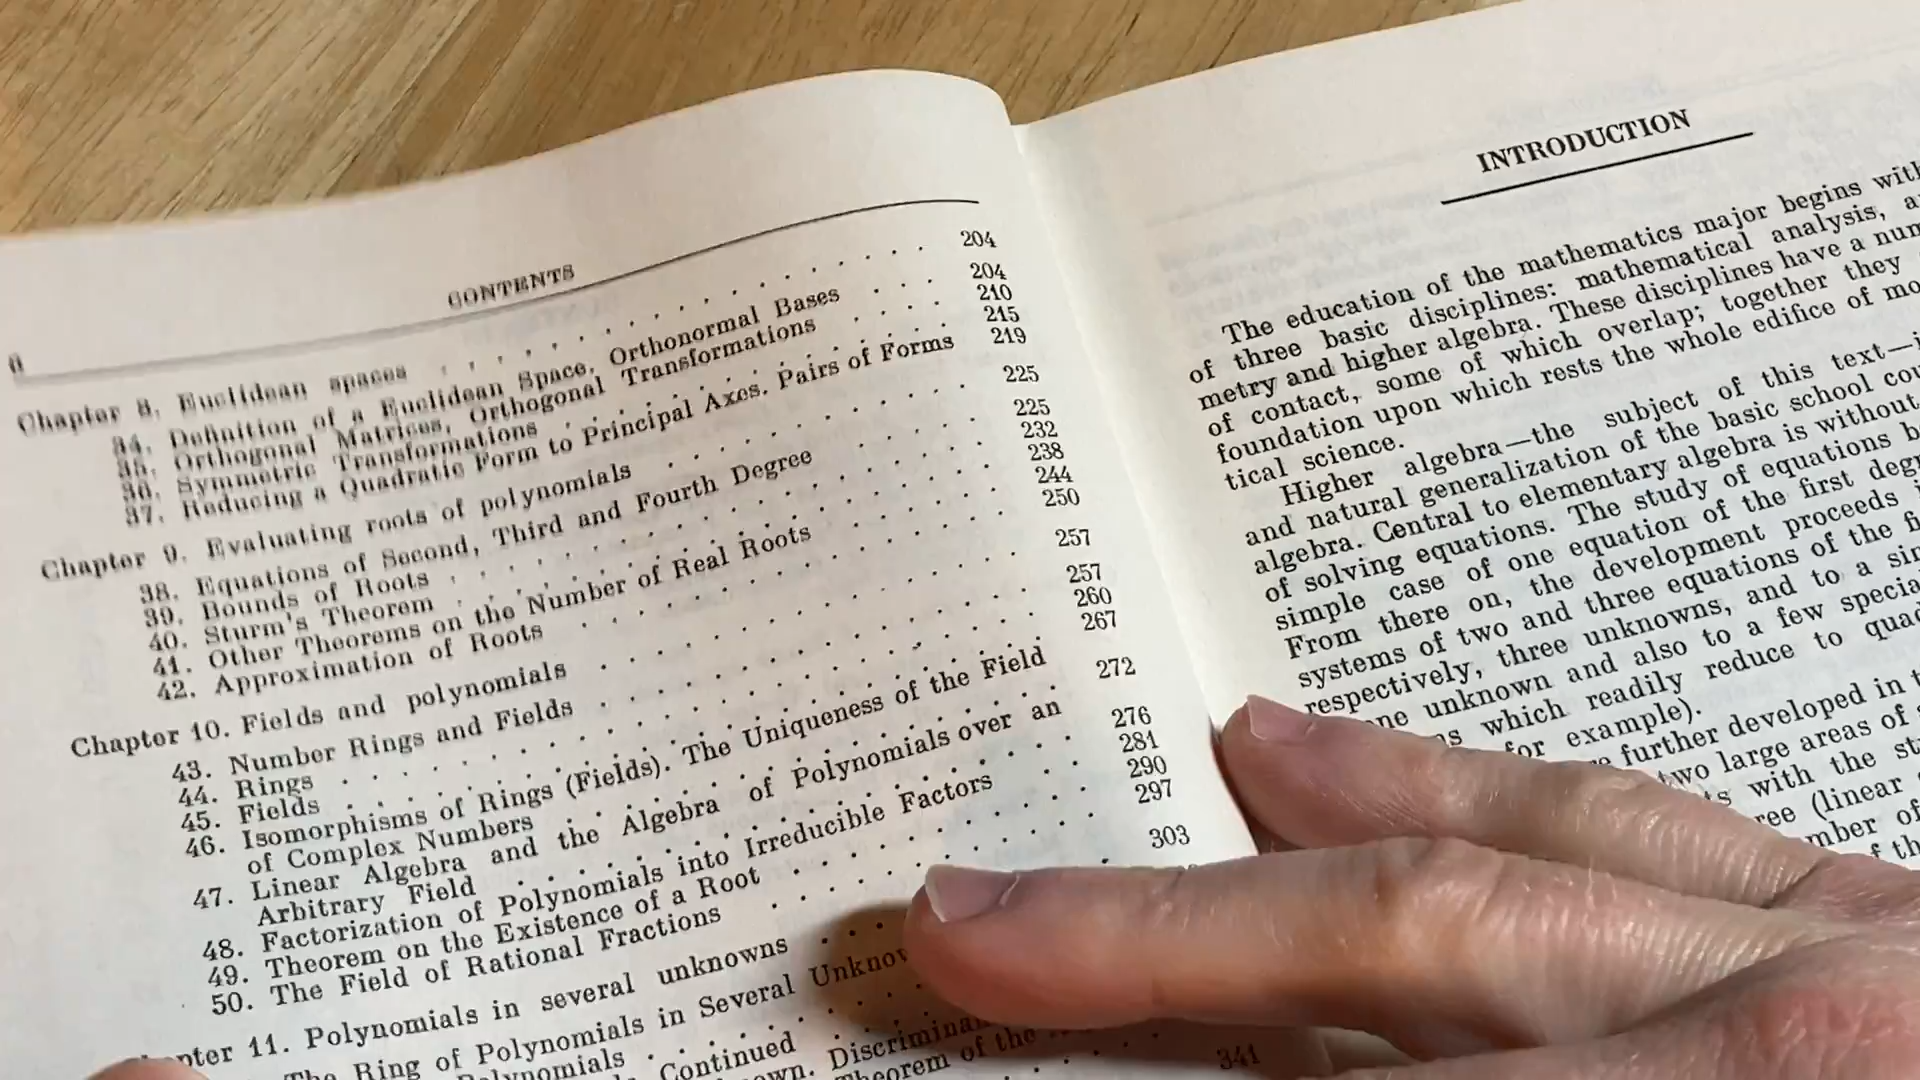 CONTENTS
Chapter 8. Euclidean spaces . . . . . . . . . . . . . 204
34. Definition of a Euclidean Space. Orthonormal Bases . . . 204
35. Orthogonal Matrices, Orthogonal Transformations . . . . 210
36. Symmetric Transformations . . . . . . . . . . . 215
37. Reducing a Quadratic Form to Principal Axes. Pairs of Forms 219
Chapter 9. Evaluating roots of polynomials . . . . . . . . . 225
38. Equations of Second, Third and Fourth Degree . . . . . 225
39. Bounds of Roots . . . . . . . . . . . . . . . 232
40. Sturm's Theorem . . . . . . . . . . . . . . . 238
41. Other Theorems on the Number of Real Roots . . . . . 244
42. Approximation of Roots . . . . . . . . . . . . . 250
Chapter 10. Fields and polynomials . . . . . . . . . . . . 257
43. Number Rings and Fields . . . . . . . . . . . . 257
44. Rings . . . . . . . . . . . . . . . . . . 260
45. Fields . . . . . . . . . . . . . . . . . . 267
46. Isomorphisms of Rings (Fields). The Uniqueness of the Field
of Complex Numbers . . . . . . . . . . . . . 272
47. Linear Algebra and the Algebra of Polynomials over an
Arbitrary Field . . . . . . . . . . . . . . . 276
48. Factorization of Polynomials into Irreducible Factors . . 281
49. Theorem on the Existence of a Root . . . . . . . . 290
50. The Field of Rational Fractions . . . . . . . . . 297
Chapter 11. Polynomials in several unknowns . . . 303
The Ring of Polynomials in Several
Continued
Theorem of the
341
INTRODUCTION
The education of the mathematics major begins
of three basic disciplines: mathematical analysis,
metry and higher algebra. These disciplines have a
of contact, some of which overlap; together they
foundation upon which rests the whole edifice of
tical science.
Higher algebra—the subject of this text—
and natural generalization of the basic school
algebra. Central to elementary algebra is without
of solving equations. The study of equations
simple case of one equation of the first
From there on, the development proceeds
systems of two and three equations of the
respectively, three unknowns, and to a
unknown and also to a few
which readily reduce to
for example).
further developed in
two large areas of
with the
(linear
of